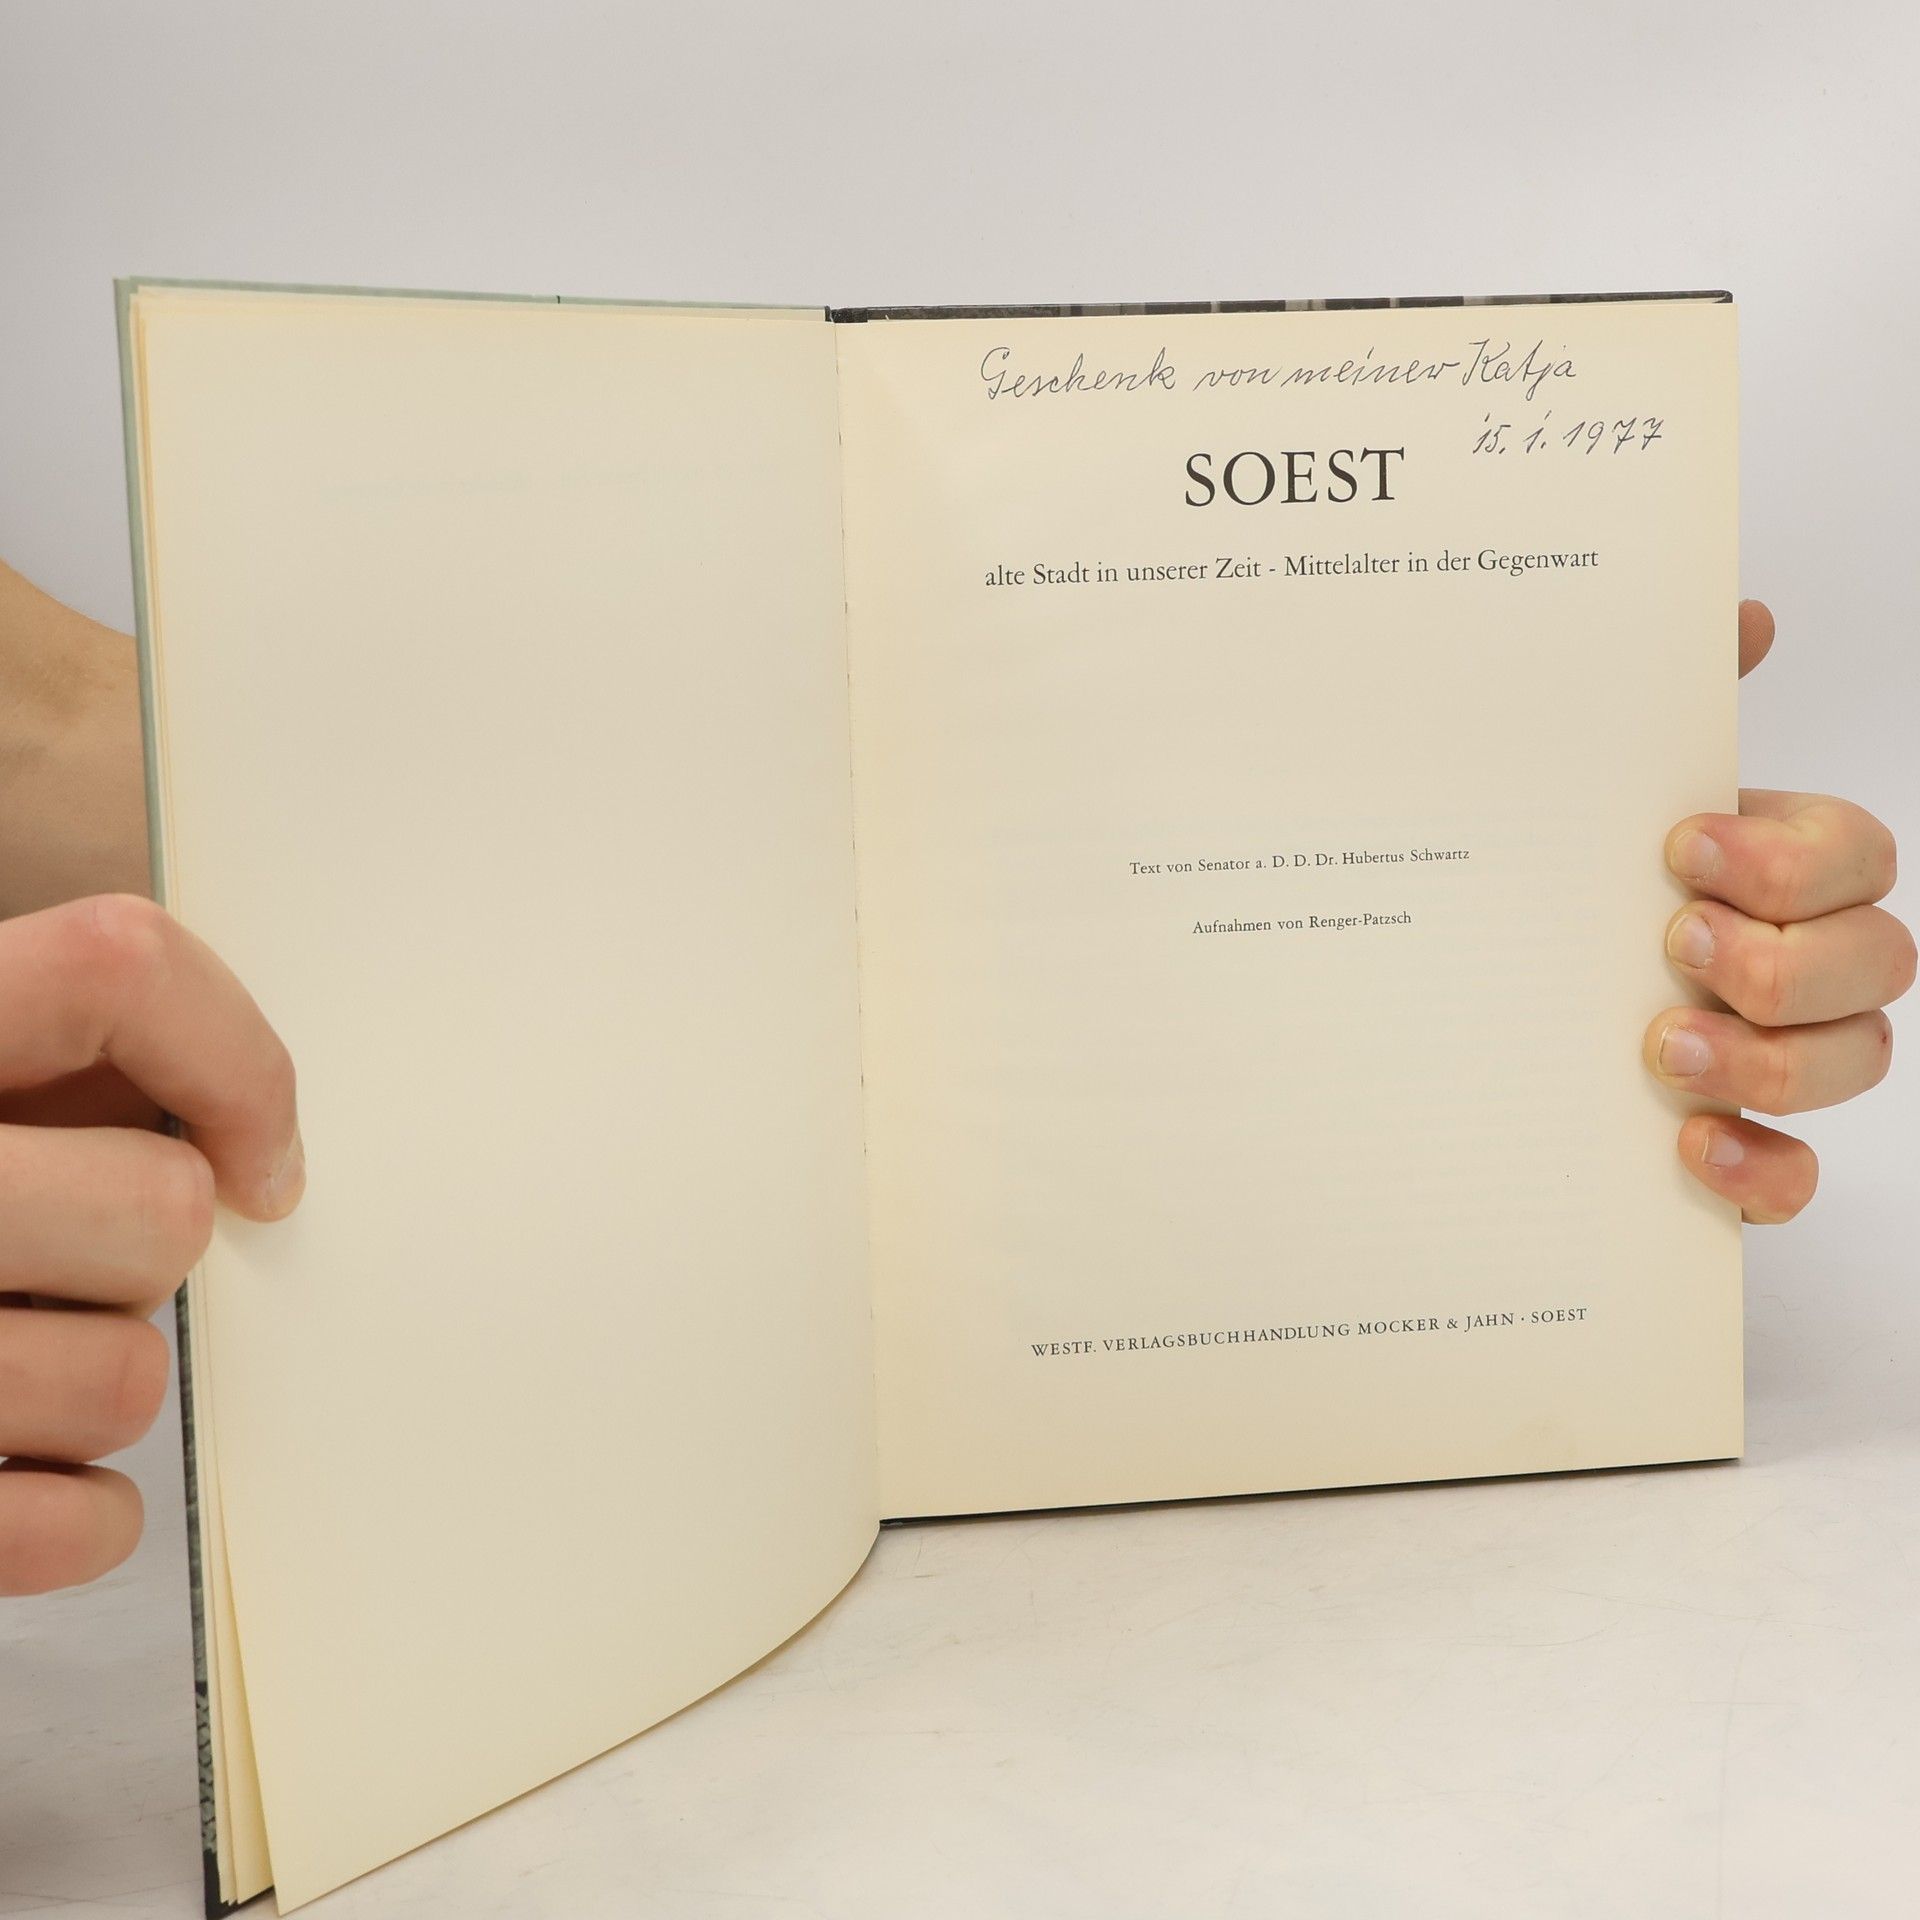 Geschenk von meiner Katja
15. 1. 1977
SOEST
alte Stadt in unserer Zeit - Mittelalter in der Gegenwart
Text von Senator a. D. D. Dr. Hubertus Schwartz
Aufnahmen von Renger-Patzsch
WESTF. VERLAGSBUCHHANDLUNG MOCKER & JAHN · SOEST